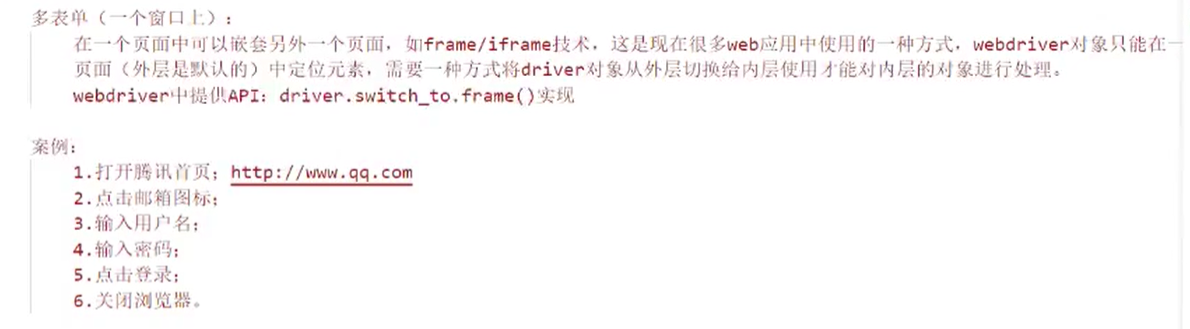 多表单（一个窗口上）：
在一个页面中可以嵌套另外一个页面，如frame/iframe技术，这是现在很多web应用中使用的一种方式，webdriver对象只能在一
页面（外层是默认的）中定位元素，需要一种方式将driver对象从外层切换给内层使用才能对内层的对象进行处理。
webdriver中提供API：driver.switch_to.frame()实现
案例：
1.打开腾讯首页；http://www.qq.com
2.点击邮箱图标；
3.输入用户名；
4.输入密码；
5.点击登录；
6.关闭浏览器。